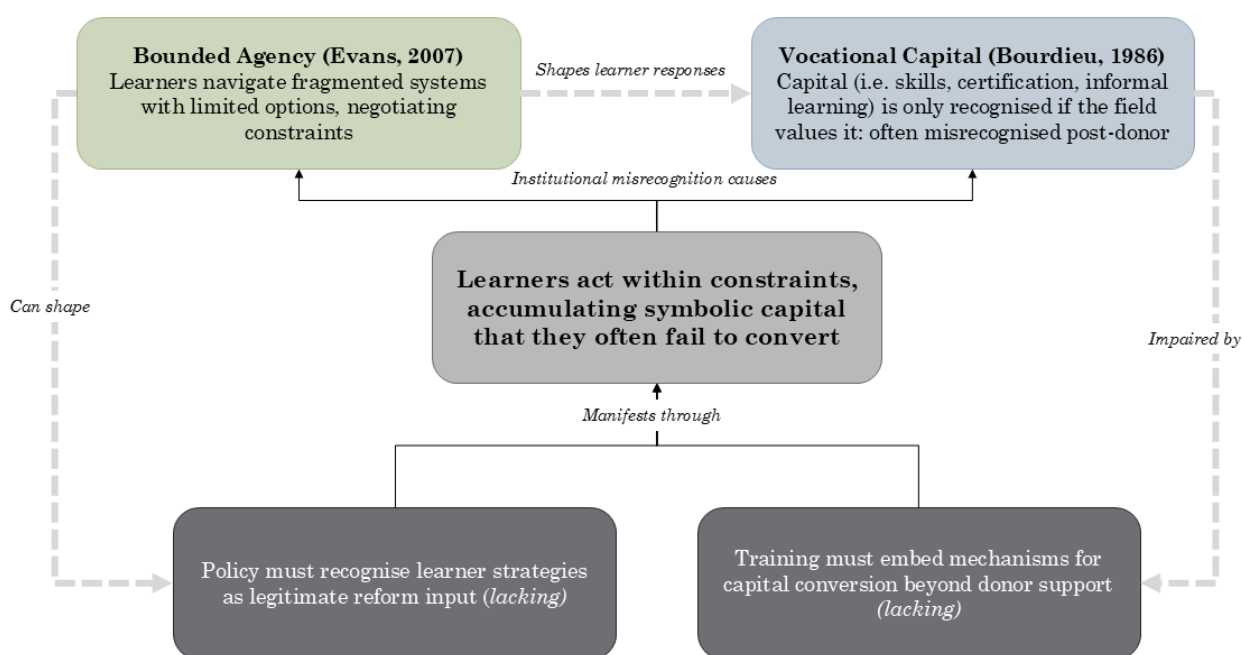 Bounded Agency (Evans, 2007)
Learners navigate fragmented systems
with limited options, negotiating
constraints
Shapes learner responses
Vocational Capital (Bourdieu, 1986)
Capital (i.e. skills, certification, informal
learning) is only recognised if the field
values it: often misrecognised post-donor
Institutional misrecognition causes
Learners act within constraints,
accumulating symbolic capital
that they often fail to convert
Can shape
Impaired by
Manifests through
Policy must recognise learner strategies
as legitimate reform input (lacking)
Training must embed mechanisms for
capital conversion beyond donor support
(lacking)